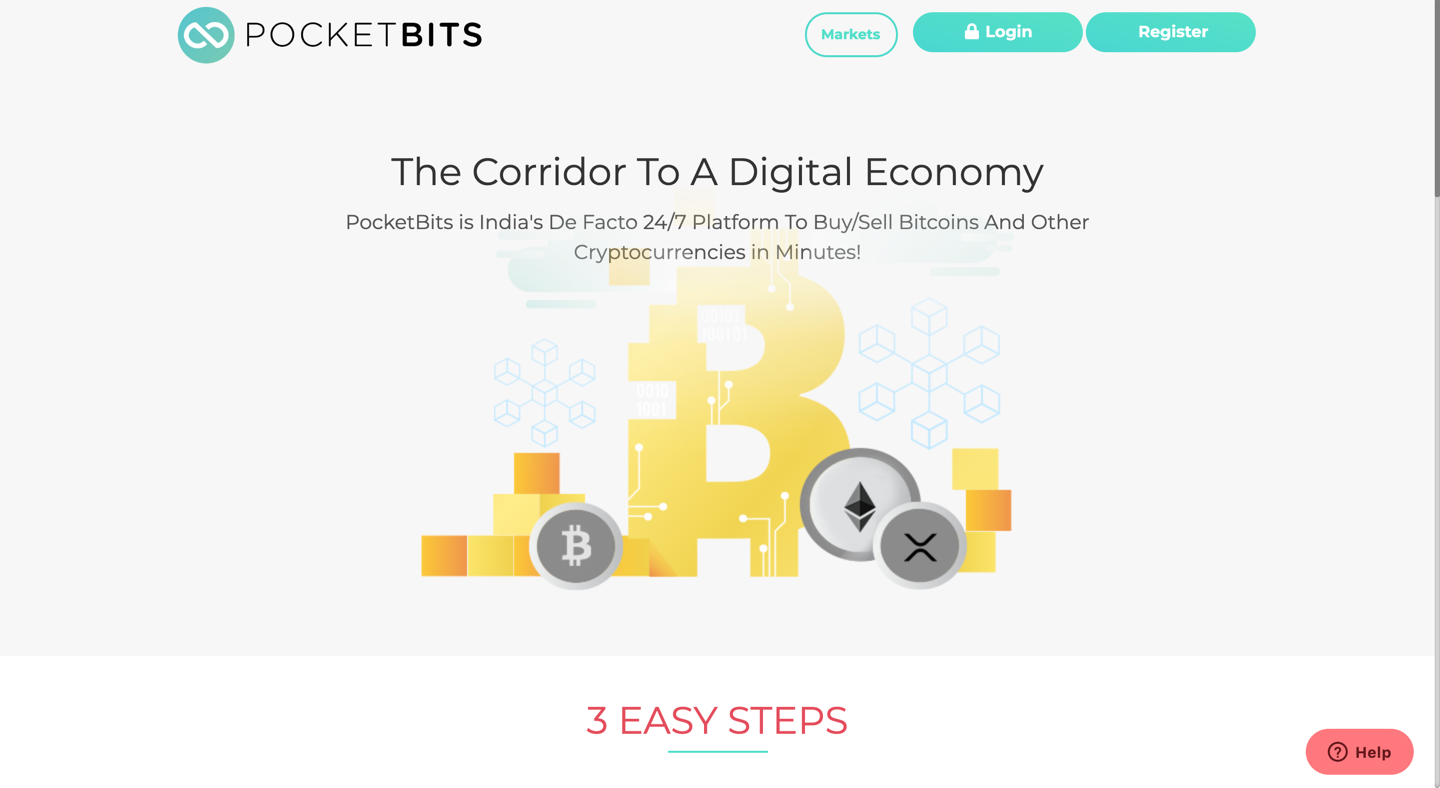 POCKETBITS
Markets
Login
Register
The Corridor To A Digital Economy
PocketBits is India's De Facto 24/7 Platform To Buy/Sell Bitcoins And Other
Cryptocurrencies in Minutes!
00101
100101
0010
1001
3 EASY STEPS
Help